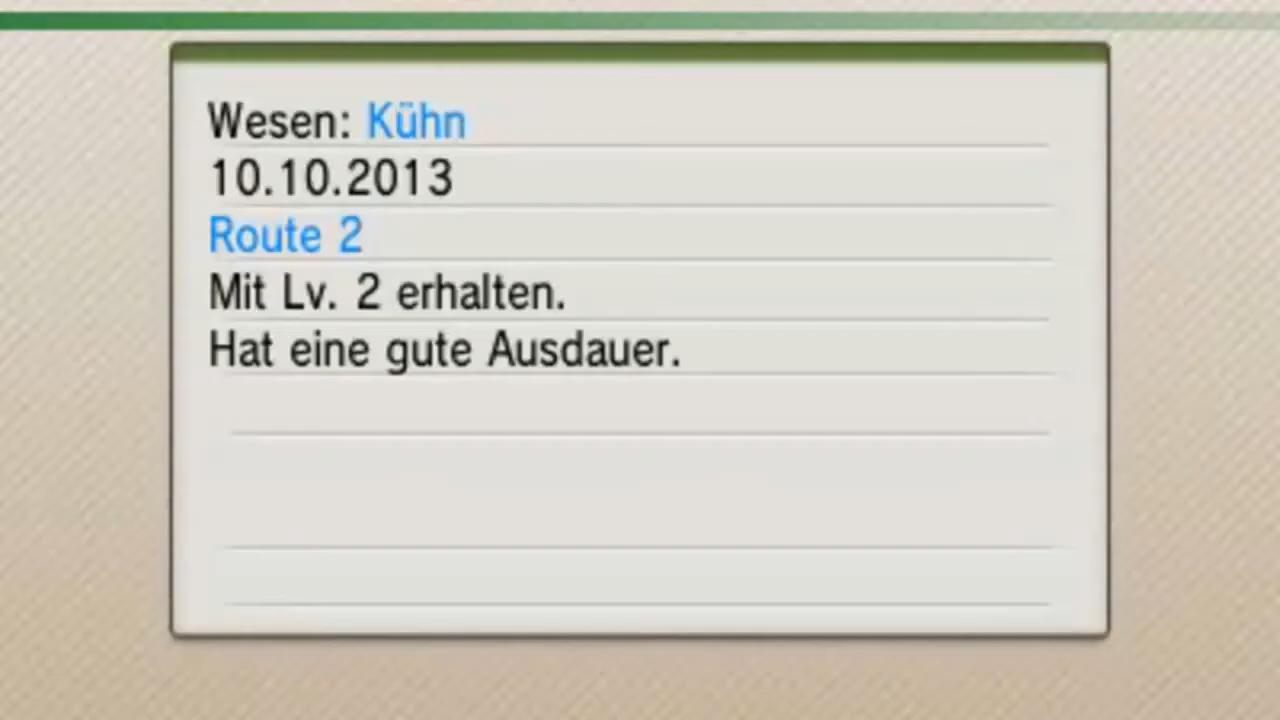 Wesen: Kühn
10.10.2013
Route 2
Mit Lv. 2 erhalten.
Hat eine gute Ausdauer.